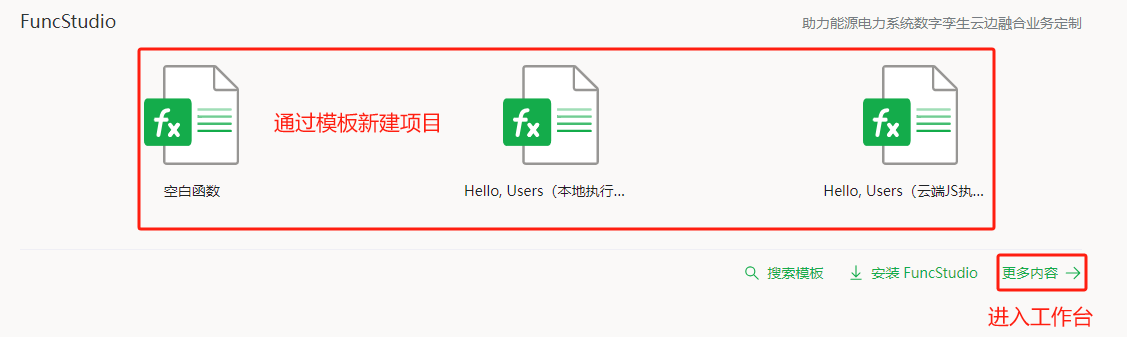 FuncStudio
助力能源电力系统数字孪生云边融合业务定制
fx
通过模板新建项目
fx
fx
空白函数
Hello, Users（本地执行...
Hello, Users（云端JS执...
搜索模板
安装 FuncStudio
更多内容
进入工作台